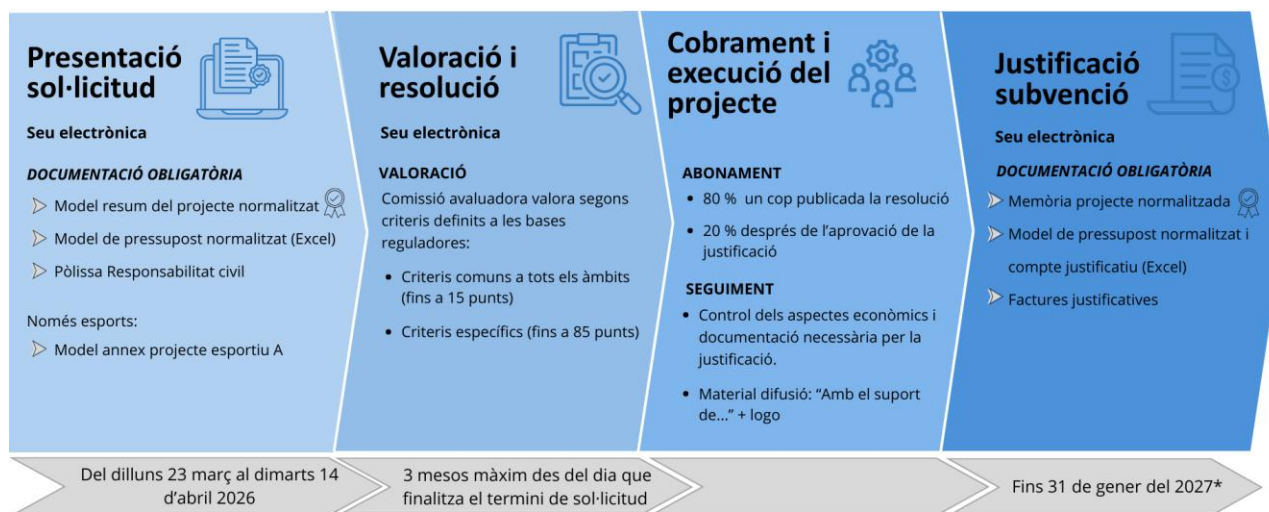 Presentació
sol·licitud
Seu electrònica
DOCUMENTACIÓ OBLIGATÒRIA
Model resum del projecte normalitzat
Model de pressupost normalitzat (Excel)
Pòlissa Responsabilitat civil
Només esports:
Model annex projecte esportiu A
Del dilluns 23 març al dimarts 14
d’abril 2026
Valoració i
resolució
Seu electrònica
VALORACIÓ
Comissió avaluadora valora segons
criteris definits a les bases
reguladores:
• Criteris comuns a tots els àmbits
(fins a 15 punts)
• Criteris específics (fins a 85 punts)
3 mesos màxim des del dia que
finalitza el termini de sol·licitud
Cobrament i
execució del
projecte
ABONAMENT
• 80 % un cop publicada la resolució
• 20 % després de l’aprovació de la
justificació
SEGUIMENT
• Control dels aspectes econòmics i
documentació necessària per la
justificació.
• Material difusió: “Amb el suport
de...” + logo
Justificació
subvenció
Seu electrònica
DOCUMENTACIÓ OBLIGATÒRIA
Memòria projecte normalitzada
Model de pressupost normalitzat i
compte justificatiu (Excel)
Factures justificatives
Fins 31 de gener del 2027*